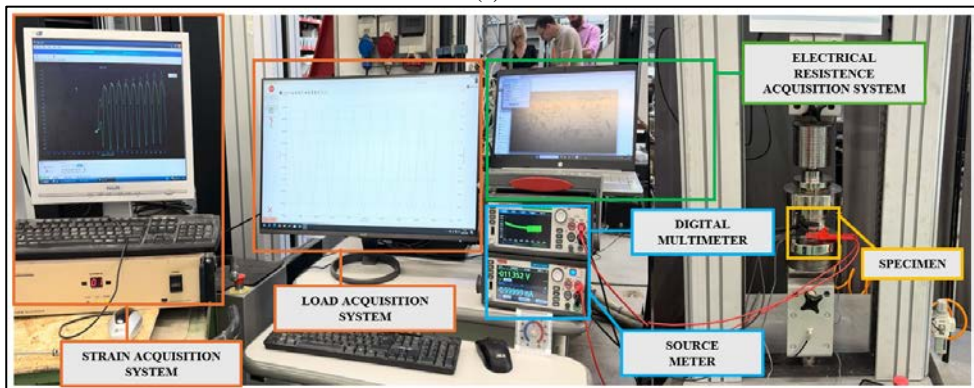 ELECTRICAL
RESISTENCE
ACQUISITION SYSTEM
DIGITAL
MULTIMETER
SPECIMEN
LOAD ACQUISITION
SYSTEM
SOURCE
METER
STRAIN ACQUISITION
SYSTEM